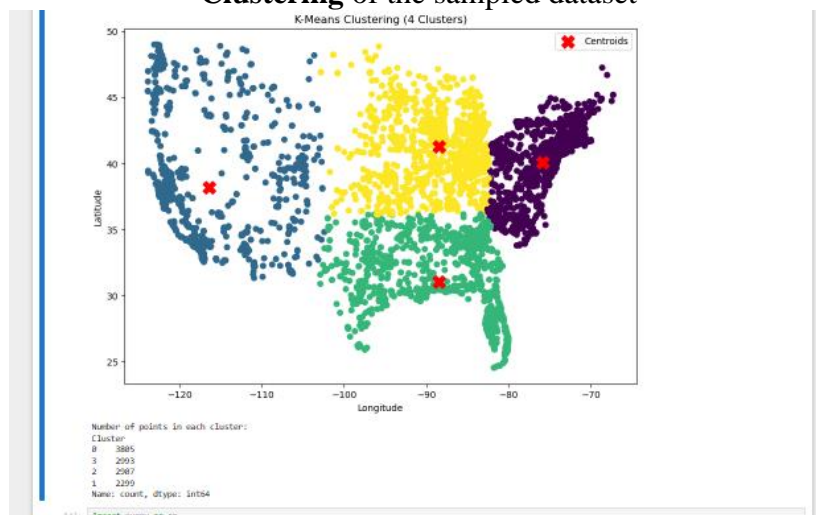 Clustering of the sampled dataset
K-Means Clustering (4 Clusters)
Centroids
50
45
40
35
30
25
Latitude
−120 −110 −100 −90 −80 −70
Longitude
Number of points in each cluster:
Cluster
0 3805
3 2993
2 2907
1 2299
Name: count, dtype: int64